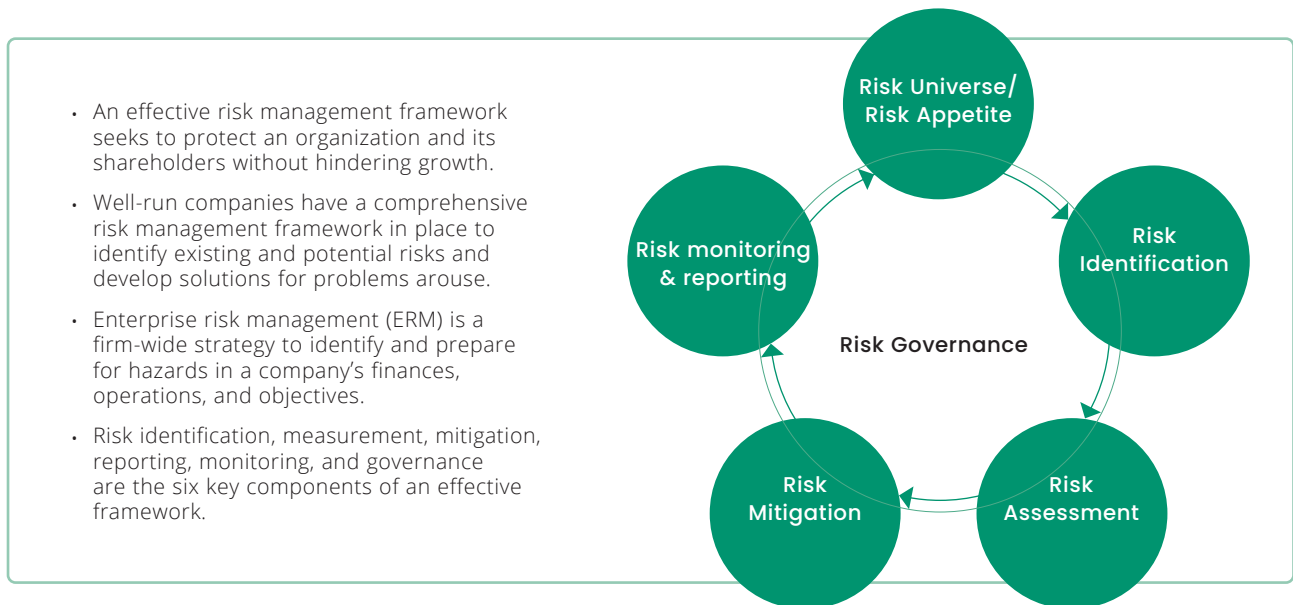 • An effective risk management framework
seeks to protect an organization and its
shareholders without hindering growth.
• Well-run companies have a comprehensive
risk management framework in place to
identify existing and potential risks and
develop solutions for problems arouse.
• Enterprise risk management (ERM) is a
firm-wide strategy to identify and prepare
for hazards in a company’s finances,
operations, and objectives.
• Risk identification, measurement, mitigation,
reporting, monitoring, and governance
are the six key components of an effective
framework.
Risk Universe/
Risk Appetite
Risk
Identification
Risk
Assessment
Risk
Mitigation
Risk monitoring
& reporting
Risk Governance